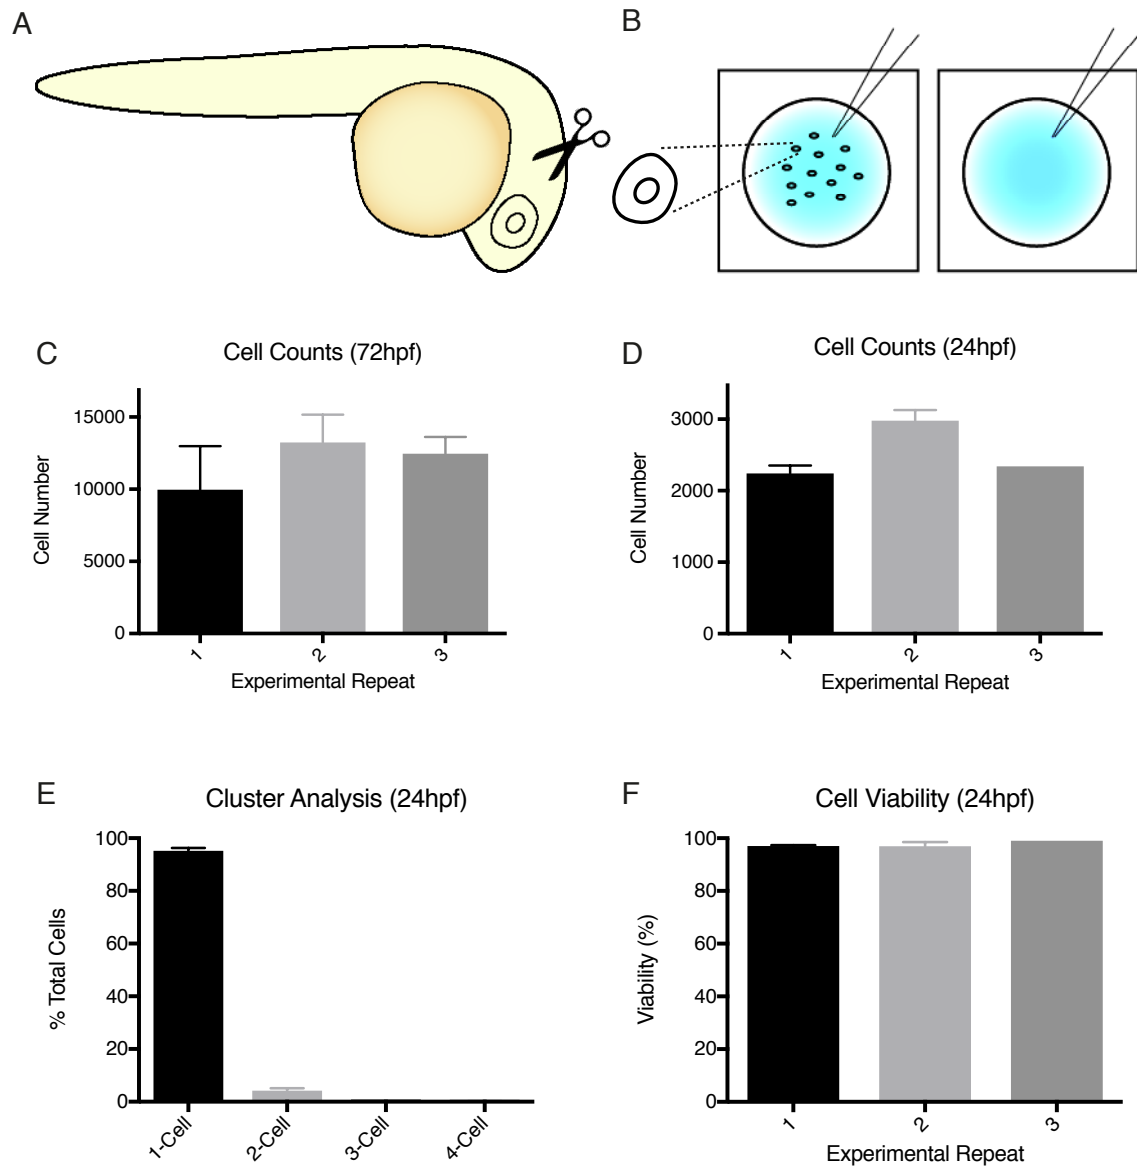 A
B
C
Cell Counts (72hpf)
15000
10000
5000
0
Cell Number
1
2
3
Experimental Repeat
D
Cell Counts (24hpf)
3000
2000
1000
0
Cell Number
1
2
3
Experimental Repeat
E
Cluster Analysis (24hpf)
100
80
60
40
20
0
% Total Cells
1-Cell
2-Cell
3-Cell
4-Cell
F
Cell Viability (24hpf)
100
80
60
40
20
0
Viability (%)
1
2
3
Experimental Repeat